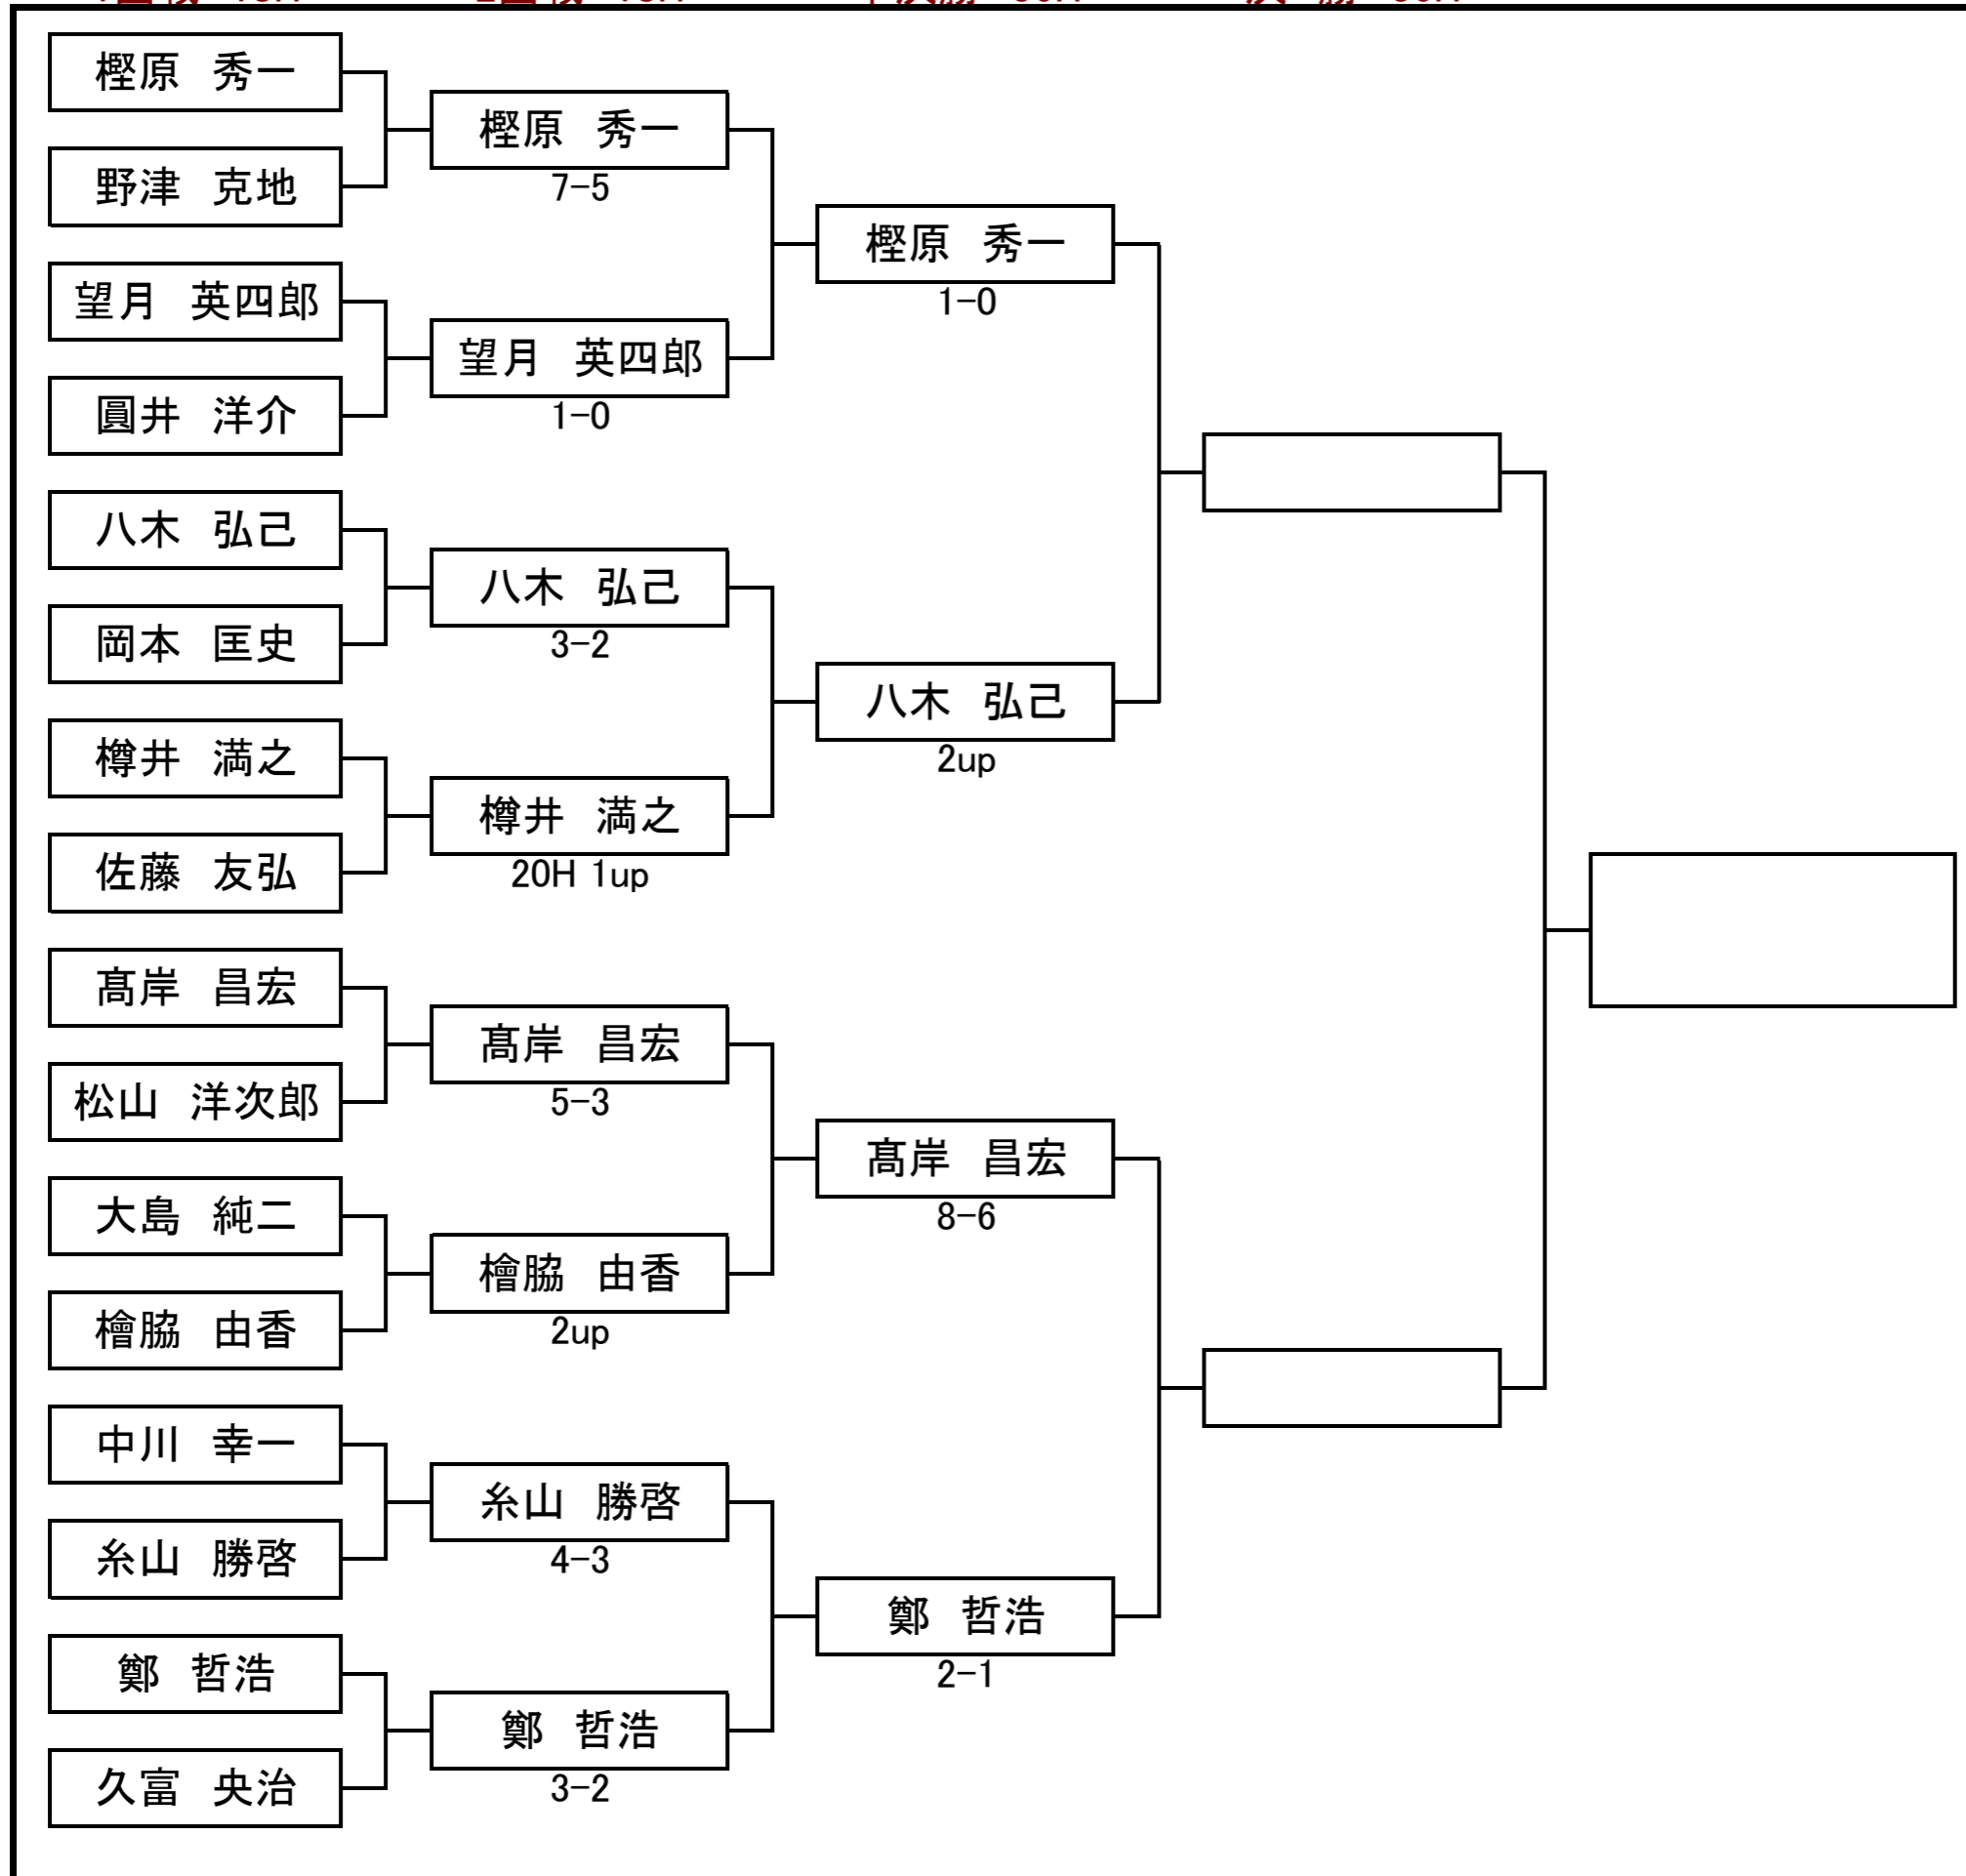 樫原 秀一
野津 克地
望月 英四郎
圓井 洋介
八木 弘己
岡本 匡史
樽井 満之
佐藤 友弘
髙岸 昌宏
松山 洋次郎
大島 純二
檜脇 由香
中川 幸一
糸山 勝啓
鄭 哲浩
久富 央治
樫原 秀一
7-5
望月 英四郎
1-0
八木 弘己
3-2
樽井 満之
20H 1up
髙岸 昌宏
5-3
檜脇 由香
2up
糸山 勝啓
4-3
鄭 哲浩
3-2
樫原 秀一
1-0
八木 弘己
2up
髙岸 昌宏
8-6
鄭 哲浩
2-1